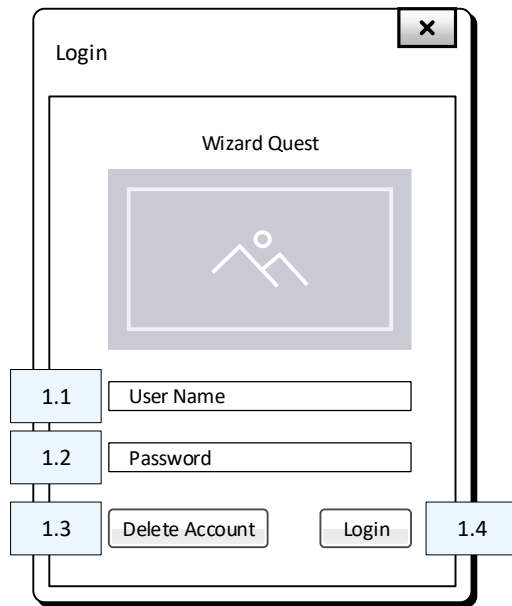 Login
Wizard Quest
1.1 User Name
1.2 Password
1.3 Delete Account Login 1.4